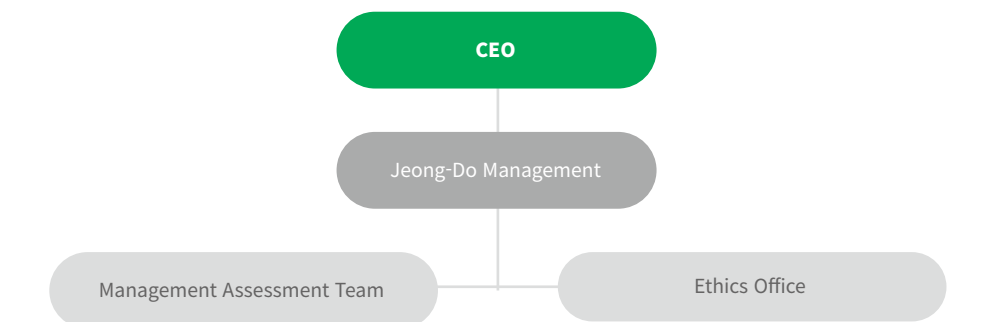 CEO
Jeong-Do Management
Management Assessment Team
Ethics Office